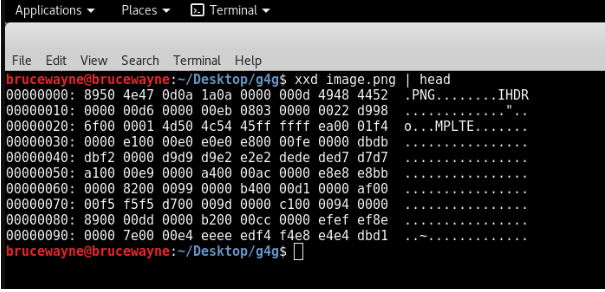 Applications ▾ Places ▾ Terminal ▾
File Edit View Search Terminal Help
brucewayne@brucewayne:~/Desktop/g4g$ xxd image.png | head
00000000: 8950 4e47 0d0a 1a0a 0000 000d 4948 4452 .PNG........IHDR
00000010: 0000 00d6 0000 00eb 0803 0000 0022 d998 ............."..
00000020: 6f00 0001 4d50 4c54 45ff ffff ea00 01f4 o...MPLTE.......
00000030: 0000 e100 00e0 e0e0 e800 00fe 0000 dbdb ................
00000040: dbf2 0000 d9d9 d9e2 e2e2 dede ded7 d7d7 ................
00000050: a100 00e9 0000 a400 00ac 0000 e8e8 e8bb ................
00000060: 0000 8200 0099 0000 b400 00d1 0000 af00 ................
00000070: 00f5 f5f5 d700 009d 0000 c100 0094 0000 ................
00000080: 8900 00dd 0000 b200 00cc 0000 efef ef8e ................
00000090: 0000 7e00 00e4 eeee edf4 f4e8 e4e4 dbd1 ..~.............
brucewayne@brucewayne:~/Desktop/g4g$